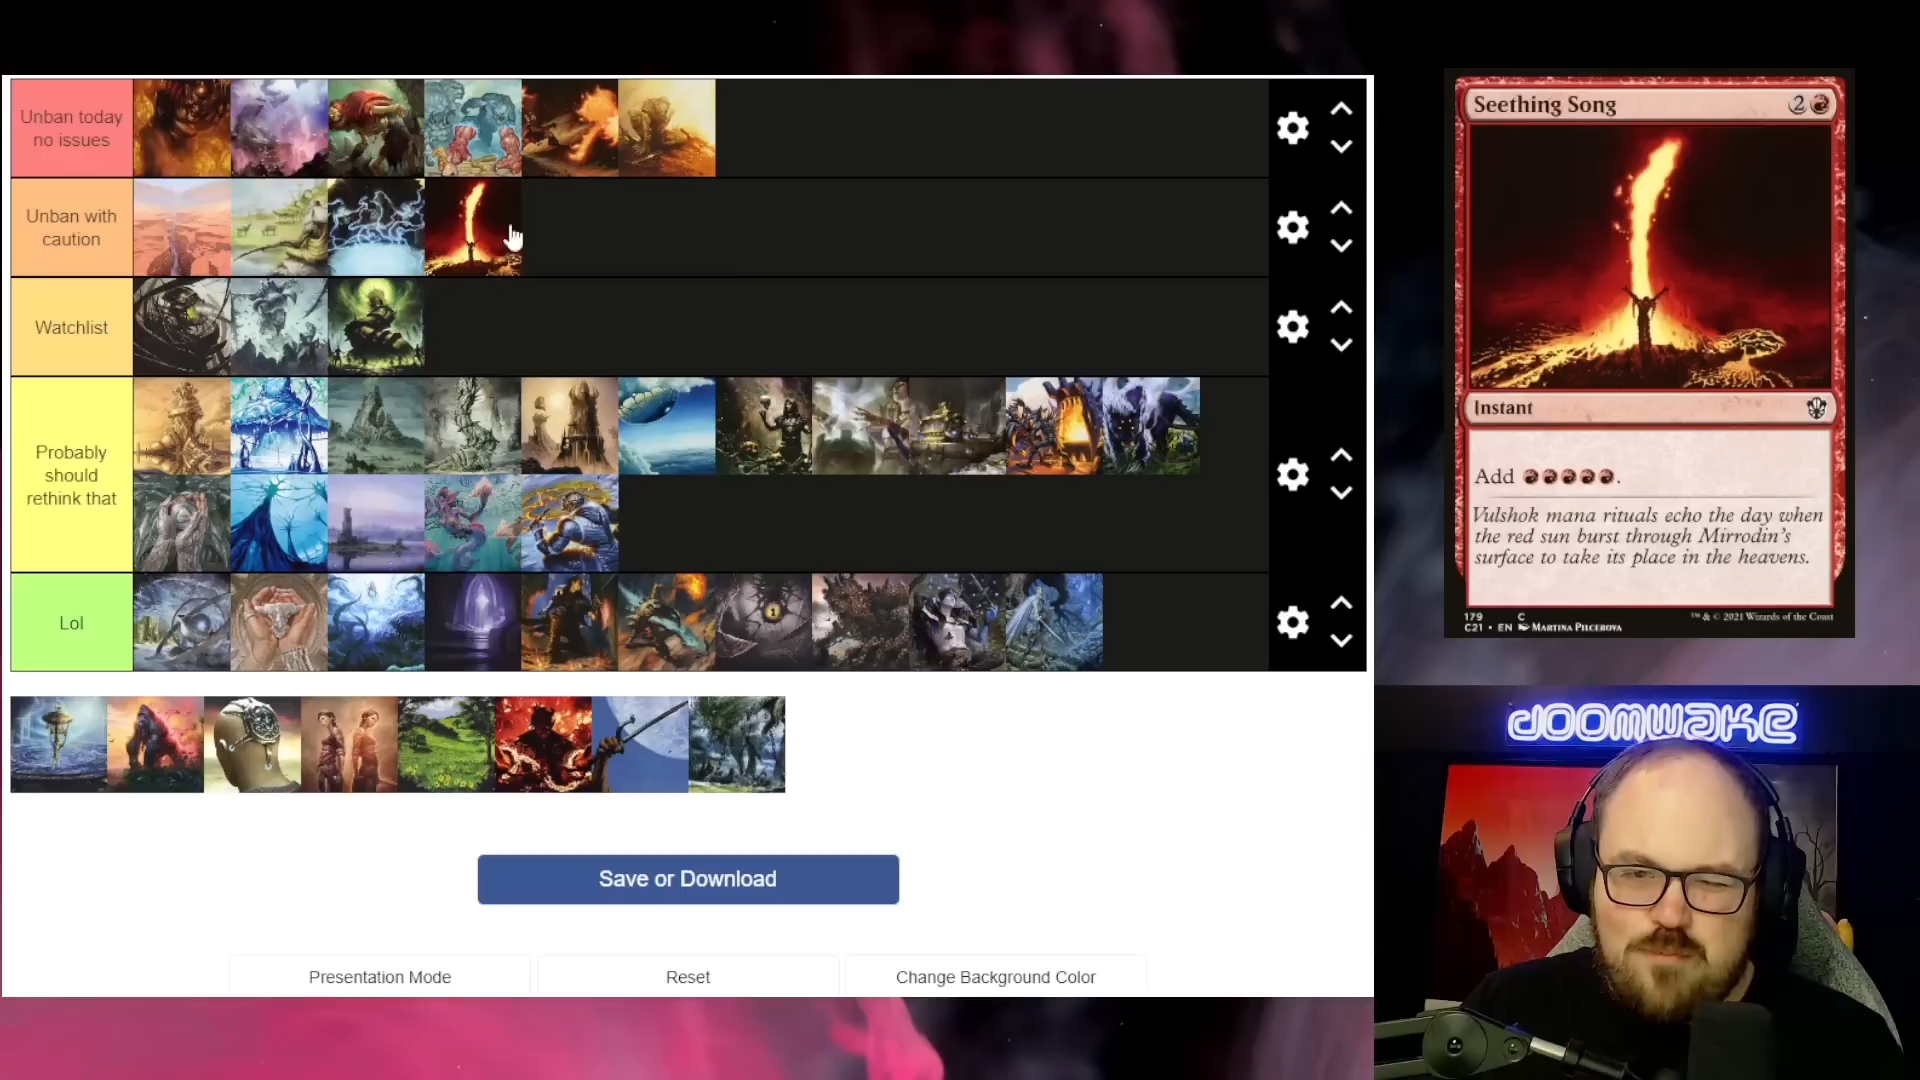 Unban today
no issues
Unban with
caution
Watchlist
Probably
should
rethink that
Lol
Save or Download
Presentation Mode
Reset
Change Background Color
Seething Song
2
Instant
Add
.
Vulshok mana rituals echo the day when
the red sun burst through Mirrodin's
surface to take its place in the heavens.
179 C
C21 • EN MARTINA PILCEROVA
™ & © 2021 Wizards of the Coast
doomwake